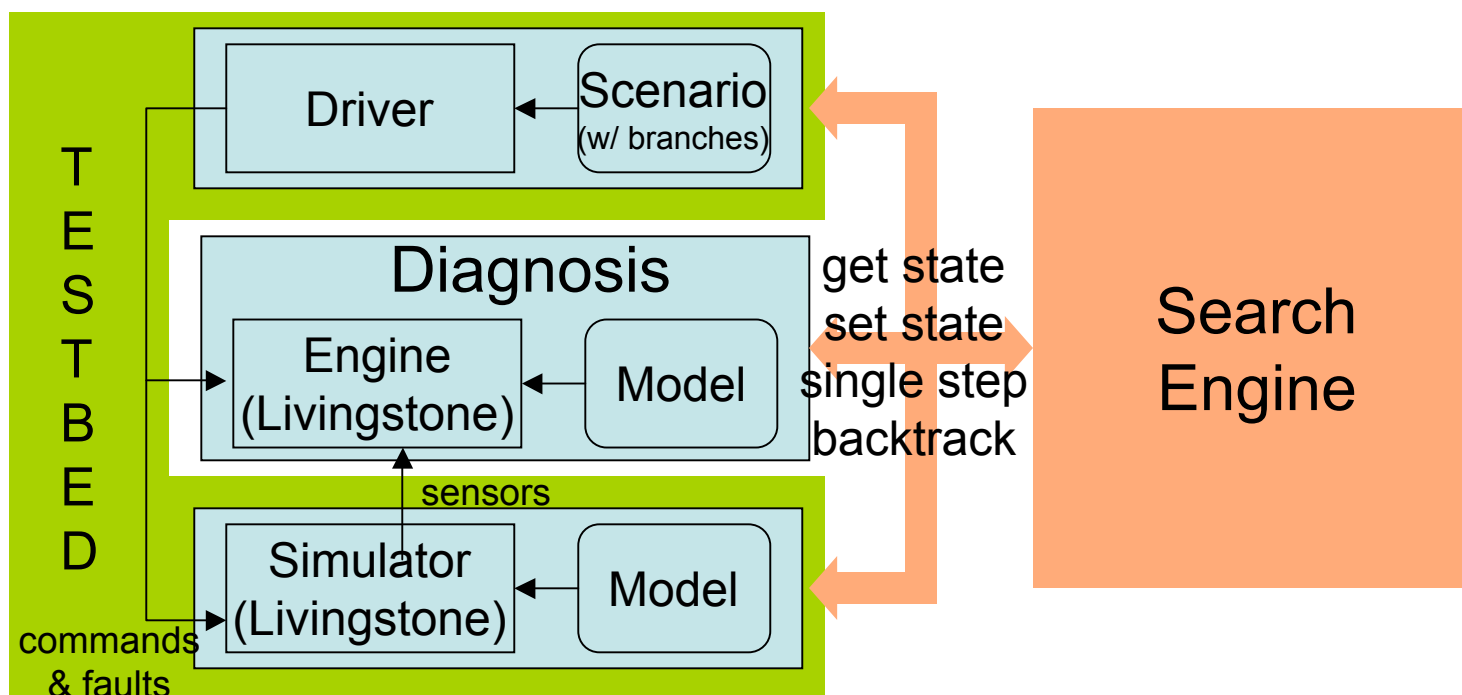 TESTBED
Driver
Scenario
(w/ branches)
Diagnosis
Engine
(Livingstone)
Model
sensors
Simulator
(Livingstone)
Model
commands
& faults
get state
set state
single step
backtrack
Search
Engine